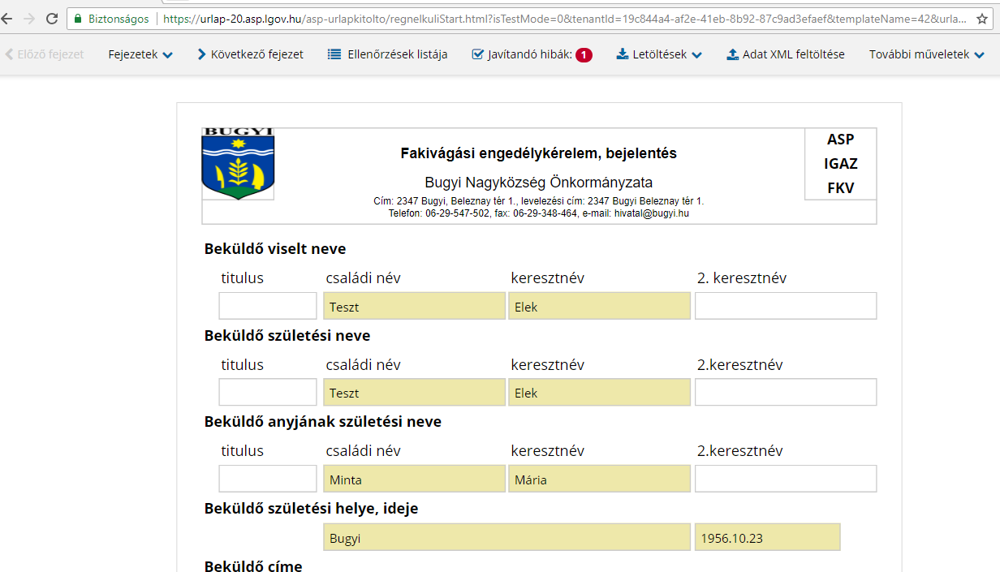 Biztonságos https://urlap-20.asp.lgov.hu/asp-urlapkitolto/regnelkuliStart.html?isTestMode=0&tenantId=19c844a4-af2e-41eb-8b92-87c9ad3efaef&templateName=42&urla...
Előző fejezet Fejezetek Következő fejezet Ellenőrzések listája Javítandó hibák: 1 Letöltések Adat XML feltöltése További műveletek
BUGYI
ASP
Fakivágási engedélykérelem, bejelentés
IGAZ
Bugyi Nagyközség Önkormányzata
FKV
Cím: 2347 Bugyi, Beleznay tér 1., levelezési cím: 2347 Bugyi Beleznay tér 1.
Telefon: 06-29-547-502, fax: 06-29-348-464, e-mail: hivatal@bugyi.hu
Beküldő viselt neve
titulus családi név keresztnév 2. keresztnév
Teszt Elek
Beküldő születési neve
titulus családi név keresztnév 2.keresztnév
Teszt Elek
Beküldő anyjának születési neve
titulus családi név keresztnév 2.keresztnév
Minta Mária
Beküldő születési helye, ideje
Bugyi 1956.10.23
Beküldő címe